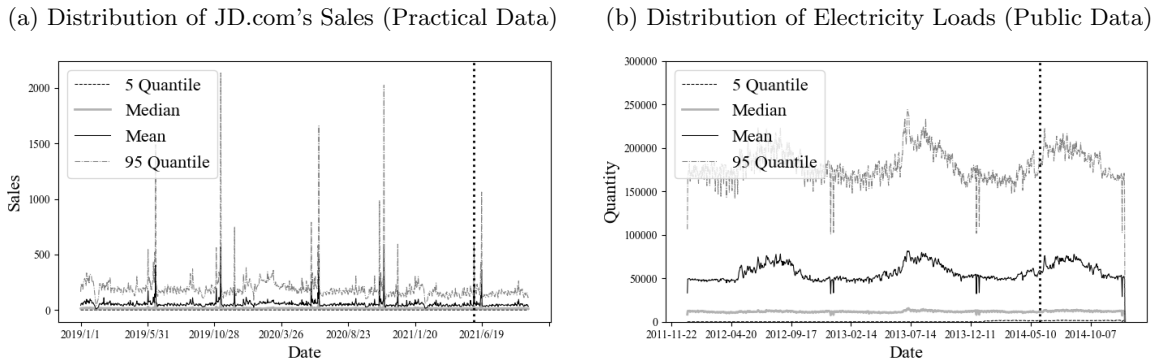 (a) Distribution of JD.com's Sales (Practical Data)
5 Quantile
Median
Mean
95 Quantile
2000
1500
1000
500
0
Sales
2019/1/1 2019/5/31 2019/10/28 2020/3/26 2020/8/23 2021/1/20 2021/6/19
Date
(b) Distribution of Electricity Loads (Public Data)
300000
250000
200000
150000
100000
50000
0
Quantity
5 Quantile
Median
Mean
95 Quantile
2011-11-22 2012-04-20 2012-09-17 2013-02-14 2013-07-14 2013-12-11 2014-05-10 2014-10-07
Date